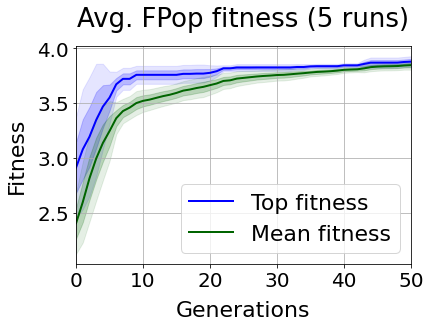 Avg. FPop fitness (5 runs)
4.0
3.5
3.0
2.5
Fitness
Top fitness
Mean fitness
0 10 20 30 40 50
Generations